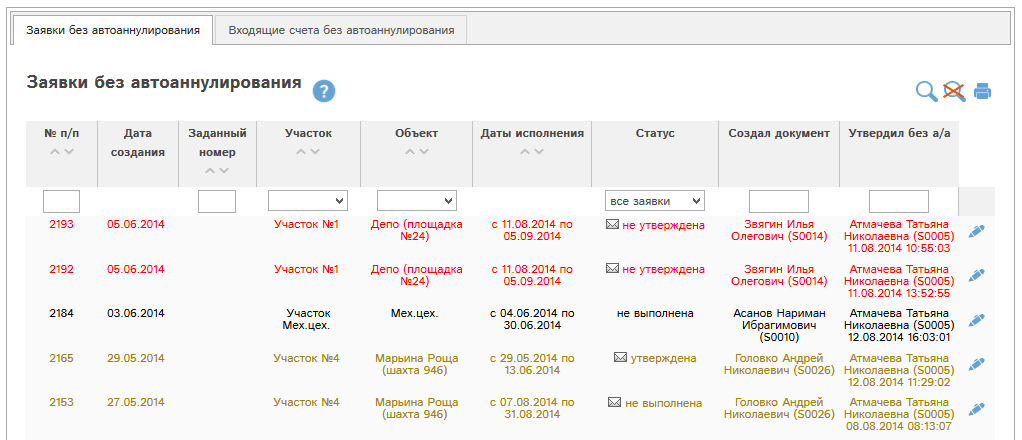 Заявки без автоаннулирования Входящие счета без автоаннулирования
Заявки без автоаннулирования ?
№ п/п Дата создания Заданный номер Участок Объект Даты исполнения Статус Создал документ Утвердил без а/а
все заявки
2193 05.06.2014 Участок №1 Депо (площадка №24) с 11.08.2014 по 05.09.2014 не утверждена Звягин Илья Олегович (S0014) Атмачева Татьяна Николаевна (S0005) 11.08.2014 10:55:03
2192 05.06.2014 Участок №1 Депо (площадка №24) с 11.08.2014 по 05.09.2014 не утверждена Звягин Илья Олегович (S0014) Атмачева Татьяна Николаевна (S0005) 11.08.2014 13:52:55
2184 03.06.2014 Участок Мех.цех. Мех.цех. с 04.06.2014 по 30.06.2014 не выполнена Асанов Нариман Ибрагимович (S0010) Атмачева Татьяна Николаевна (S0005) 12.08.2014 16:03:01
2165 29.05.2014 Участок №4 Марьина Роща (шахта 946) с 29.05.2014 по 13.06.2014 утверждена Головко Андрей Николаевич (S0026) Атмачева Татьяна Николаевна (S0005) 12.08.2014 11:29:02
2153 27.05.2014 Участок №4 Марьина Роща (шахта 946) с 07.08.2014 по 31.08.2014 не выполнена Головко Андрей Николаевич (S0026) Атмачева Татьяна Николаевна (S0005) 08.08.2014 08:13:07